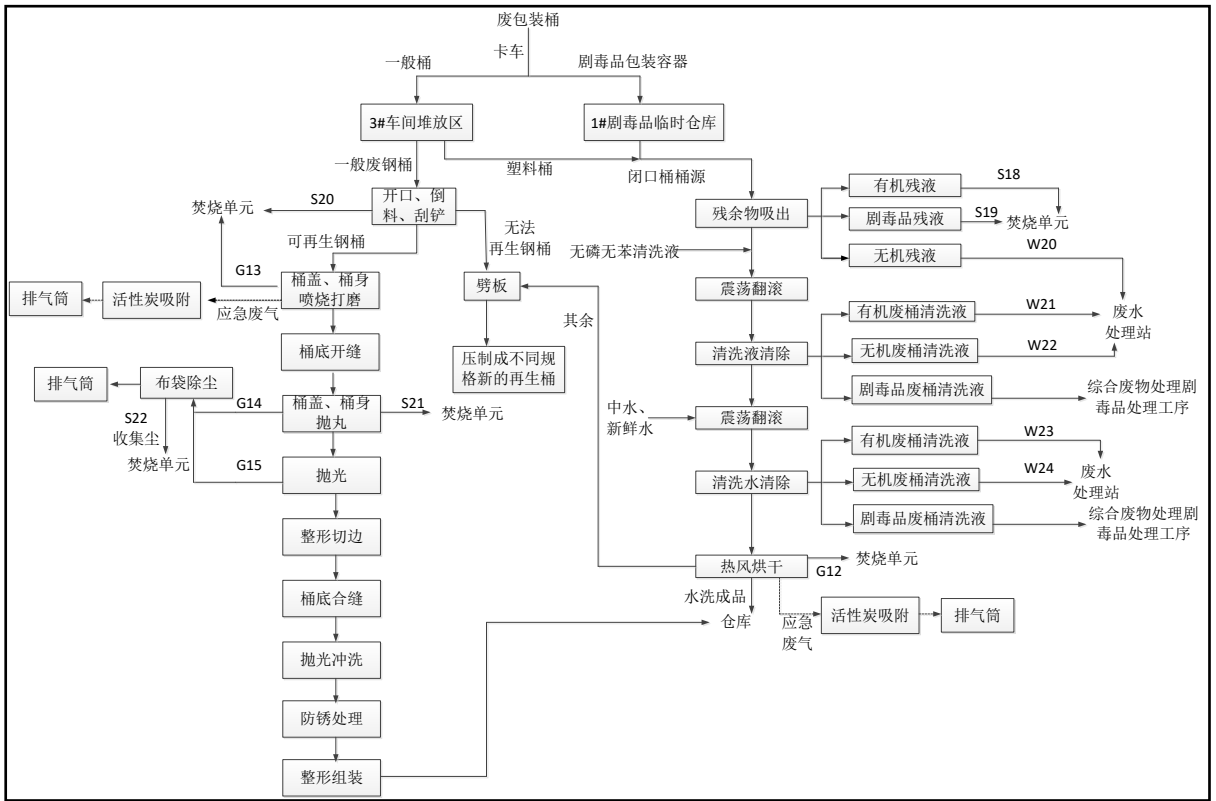 废包装桶
卡车
一般桶
剧毒品包装容器
3#车间堆放区
1#剧毒品临时仓库
一般废钢桶
塑料桶
闭口桶桶源
开口、倒
料、刮铲
S20
焚烧单元
无法
再生钢桶
可再生钢桶
残余物吸出
有机残液
S18
剧毒品残液
S19
焚烧单元
无机残液
W20
无磷无苯清洗液
G13
桶盖、桶身
喷烧打磨
应急废气
活性炭吸附
排气筒
劈板
其余
震荡翻滚
桶底开缝
压制成不同规
格新的再生桶
清洗液清除
有机废桶清洗液
W21
废水
处理站
无机废桶清洗液
W22
剧毒品废桶清洗液
综合废物处理剧
毒品处理工序
排气筒
布袋除尘
G14
桶盖、桶身
抛丸
S21
焚烧单元
S22
收集尘
焚烧单元
中水、
新鲜水
震荡翻滚
G15
抛光
清洗水清除
有机废桶清洗液
W23
无机废桶清洗液
W24
废水
处理站
剧毒品废桶清洗液
综合废物处理剧
毒品处理工序
整形切边
热风烘干
G12
焚烧单元
桶底合缝
水洗成品
仓库
应急
废气
活性炭吸附
排气筒
抛光冲洗
防锈处理
整形组装